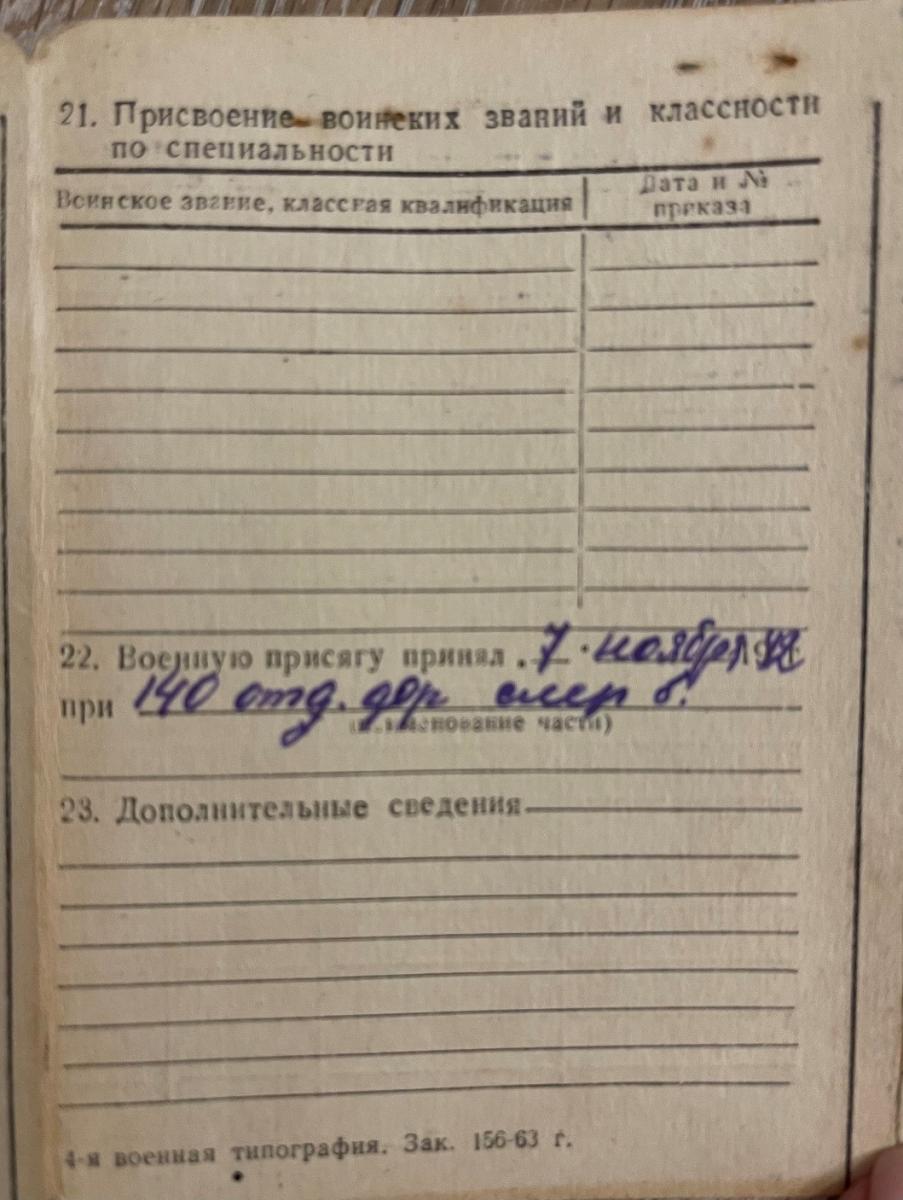 21. Присвоение воинских званий и классности
по специальности
Воинское звание, классная квалификация
Дата и №
приказа
22. Военную присягу принял „7" ноября 42
при 140 отд. дор б.
(наименование части)
23. Дополнительные сведения
4-я военная типография. Зак. 156-63 г.